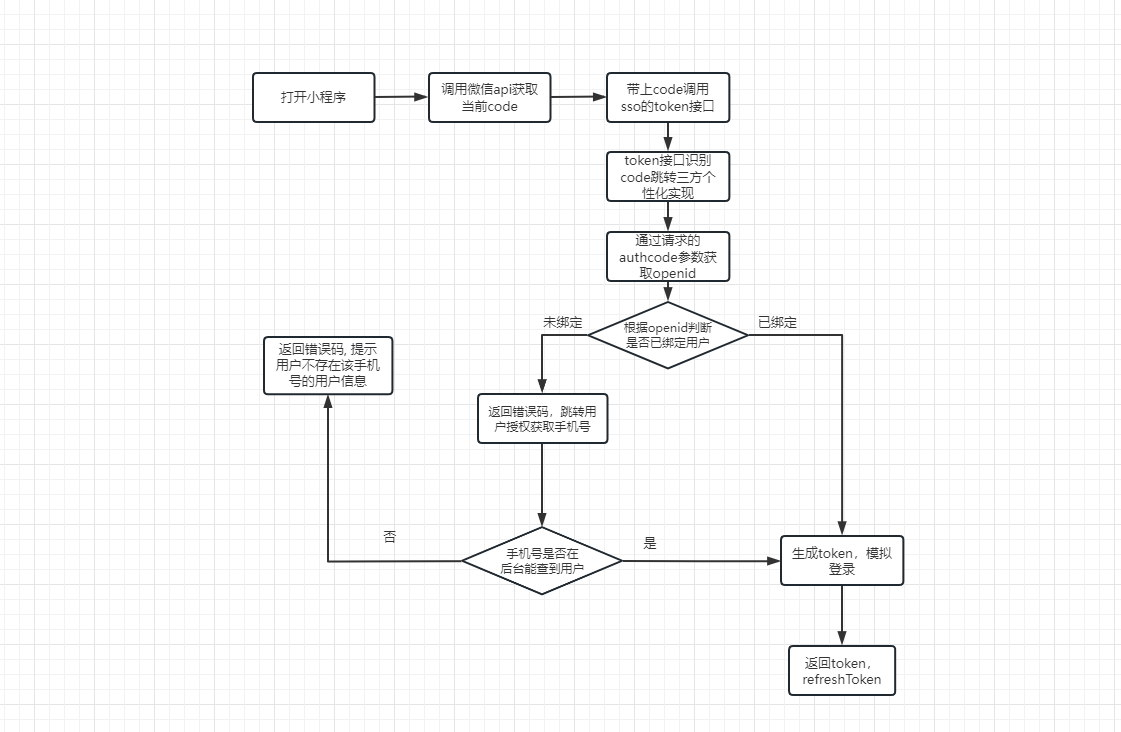 打开小程序
调用微信api获取
当前code
带上code调用
sso的token接口
token接口识别
code跳转三方个
性化实现
通过请求的
authcode参数获
取openid
根据openid判断
是否已绑定用户
未绑定
已绑定
返回错误码, 提示
用户不存在该手机
号的用户信息
返回错误码，跳转用
户授权获取手机号
手机号是否在
后台能查到用户
否
是
生成token，模拟
登录
返回token，
refreshToken